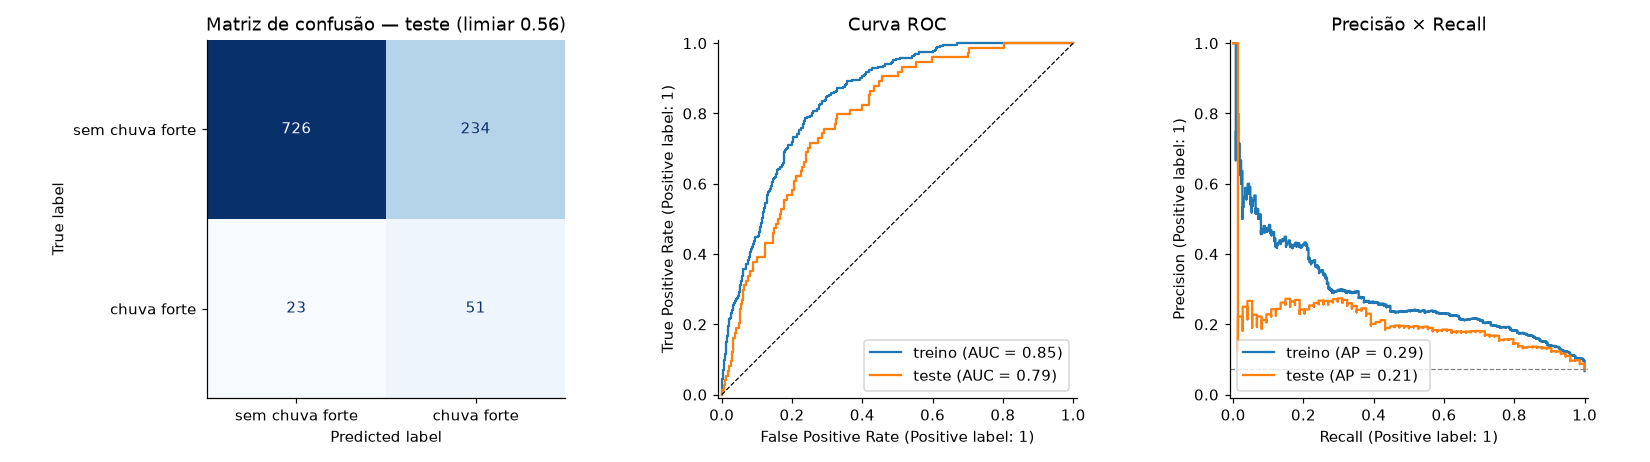 Matriz de confusão — teste (limiar 0.56)
True label
sem chuva forte
chuva forte
726
234
23
51
sem chuva forte
chuva forte
Predicted label
Curva ROC
True Positive Rate (Positive label: 1)
1.0
0.8
0.6
0.4
0.2
0.0
treino (AUC = 0.85)
teste (AUC = 0.79)
0.0
0.2
0.4
0.6
0.8
1.0
False Positive Rate (Positive label: 1)
Precisão × Recall
Precision (Positive label: 1)
1.0
0.8
0.6
0.4
0.2
0.0
treino (AP = 0.29)
teste (AP = 0.21)
0.0
0.2
0.4
0.6
0.8
1.0
Recall (Positive label: 1)